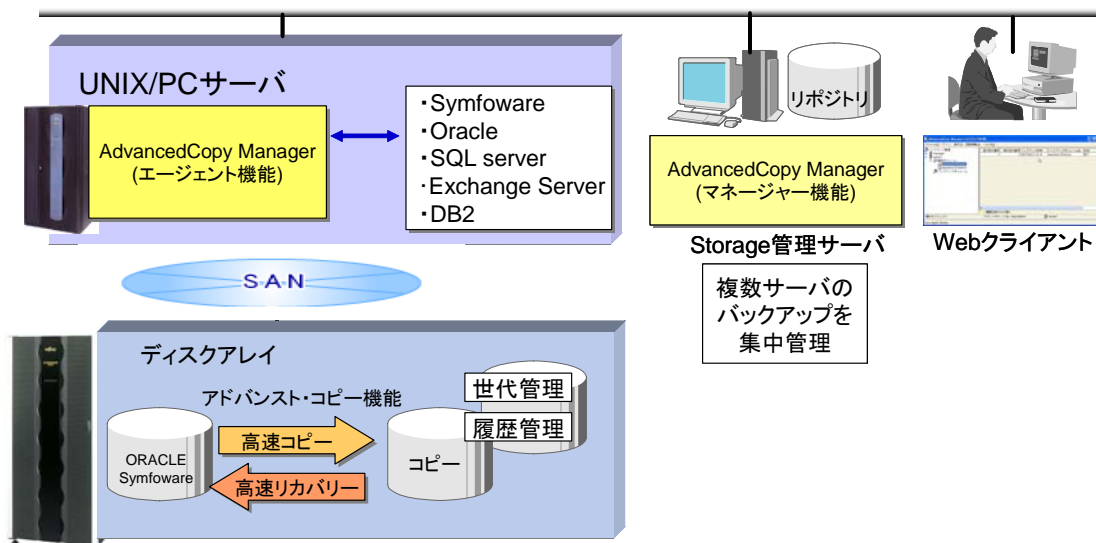 UNIX/PCサーバ
AdvancedCopy Manager
(エージェント機能)
・Symfoware
・Oracle
・SQL server
・Exchange Server
・DB2
リポジトリ
AdvancedCopy Manager
(マネージャー機能)
Storage管理サーバ
Webクライアント
複数サーバの
バックアップを
集中管理
SAN
ディスクアレイ
アドバンスト・コピー機能
世代管理
履歴管理
高速コピー
ORACLE
Symfoware
コピー
高速リカバリー